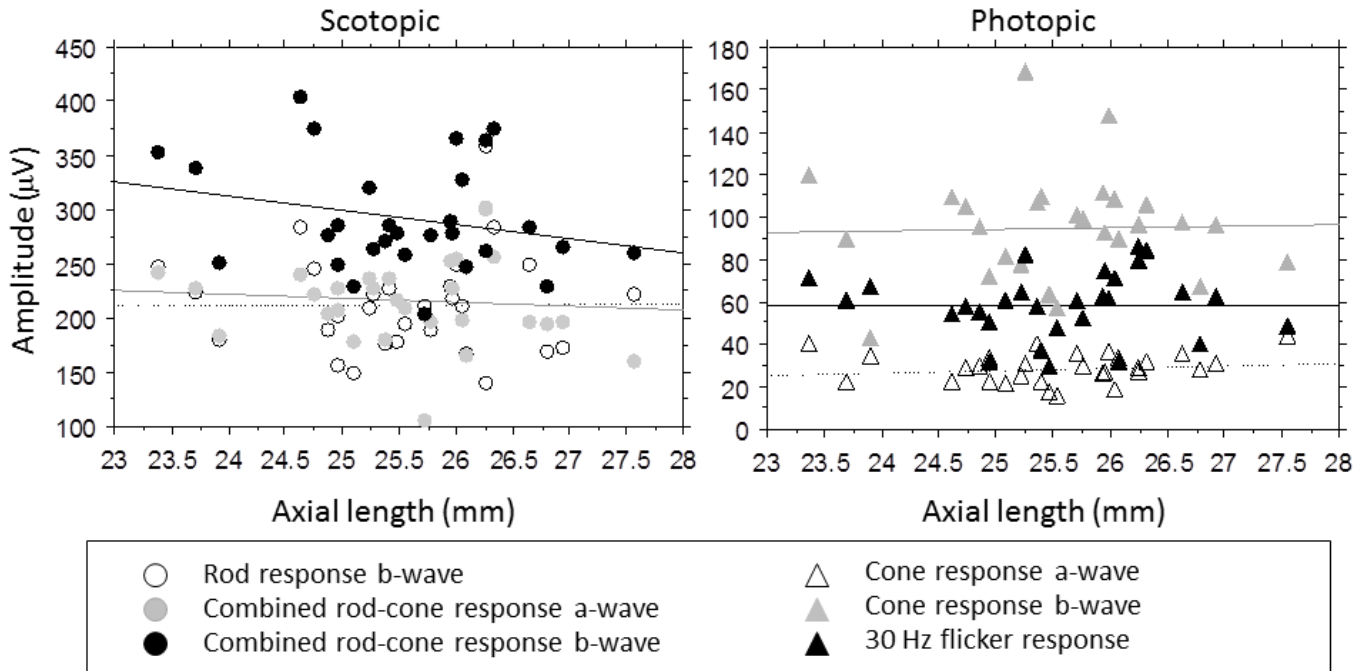 Scotopic
Photopic
Amplitude (µV)
450
400
350
300
250
200
150
100
23 23.5 24 24.5 25 25.5 26 26.5 27 27.5 28
Axial length (mm)
180
160
140
120
100
80
60
40
20
0
23 23.5 24 24.5 25 25.5 26 26.5 27 27.5 28
Axial length (mm)
Rod response b-wave
Combined rod-cone response a-wave
Combined rod-cone response b-wave
Cone response a-wave
Cone response b-wave
30 Hz flicker response